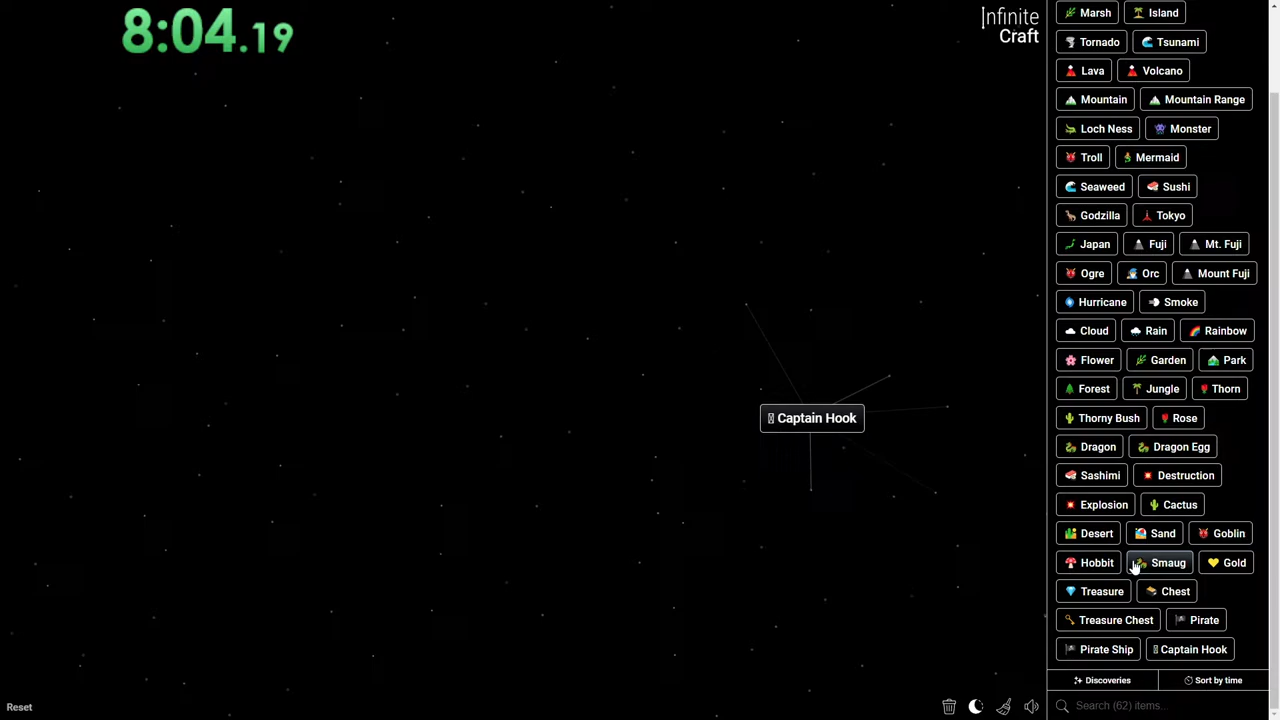 8:04.19
Infinite
Craft
Marsh Island
Tornado Tsunami
Lava Volcano
Mountain Mountain Range
Loch Ness Monster
Troll Mermaid
Seaweed Sushi
Godzilla Tokyo
Japan Fuji Mt. Fuji
Ogre Orc Mount Fuji
Hurricane Smoke
Cloud Rain Rainbow
Flower Garden Park
Forest Jungle Thorn
Captain Hook
Thorny Bush Rose
Dragon Dragon Egg
Sashimi Destruction
Explosion Cactus
Desert Sand Goblin
Hobbit Smaug Gold
Treasure Chest
Treasure Chest Pirate
Pirate Ship Captain Hook
Discoveries Sort by time
Reset
Search (62) items...